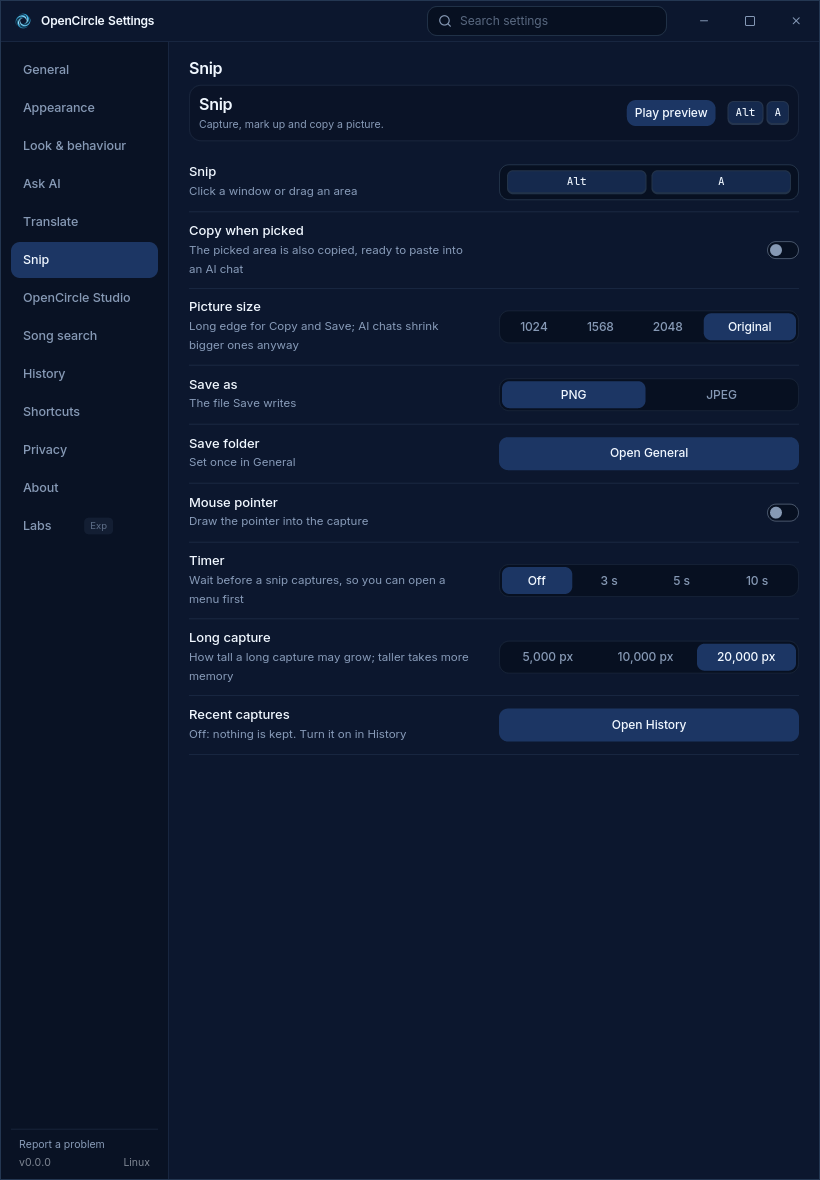 OpenCircle Settings
Search settings
General
Appearance
Look & behaviour
Ask AI
Translate
Snip
OpenCircle Studio
Song search
History
Shortcuts
Privacy
About
Labs Exp
Report a problem
v0.0.0 Linux
Snip
Snip
Capture, mark up and copy a picture.
Play preview Alt A
Snip
Click a window or drag an area
Alt A
Copy when picked
The picked area is also copied, ready to paste into
an AI chat
Picture size
Long edge for Copy and Save; AI chats shrink
bigger ones anyway
1024 1568 2048 Original
Save as
The file Save writes
PNG JPEG
Save folder
Set once in General
Open General
Mouse pointer
Draw the pointer into the capture
Timer
Wait before a snip captures, so you can open a
menu first
Off 3 s 5 s 10 s
Long capture
How tall a long capture may grow; taller takes more
memory
5,000 px 10,000 px 20,000 px
Recent captures
Off: nothing is kept. Turn it on in History
Open History